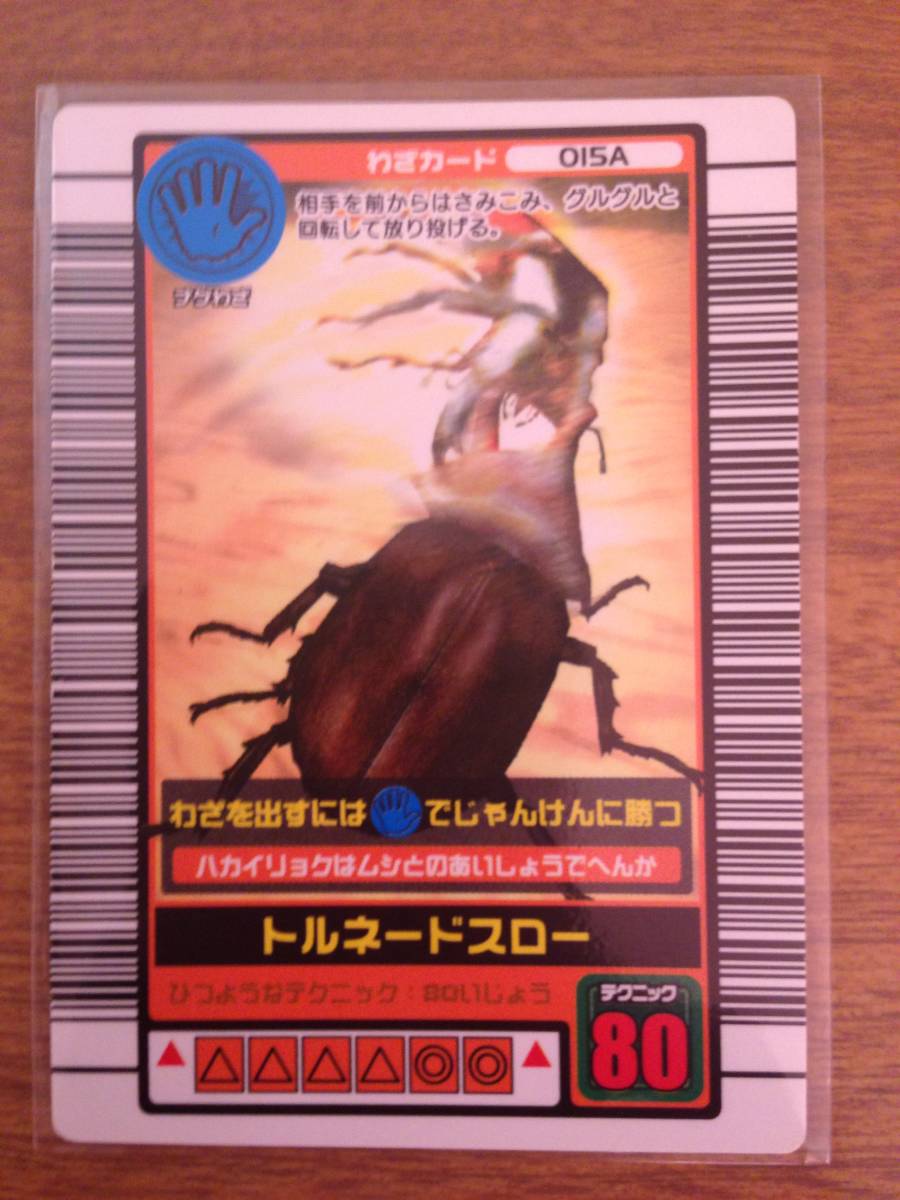 わざカード 015A
相手を前からはさみこみ、グルグルと
回転して放り投げる。
ナゲわざ
わざを出すには でじゃんけんに勝つ
ハカイリョクはムシとのあいしょうでへんか
トルネードスロー
ひつようなテクニック：80いじょう
テクニック
80